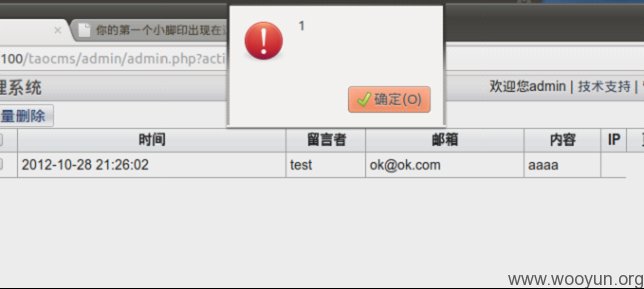 你的第一个小脚印出现在
1
100/taocms/admin/admin.php?acti
确定(O)
理系统
欢迎您admin | 技术支持 |
量删除
时间 留言者 邮箱 内容 IP
2012-10-28 21:26:02 test ok@ok.com aaaa
www.wooyun.org